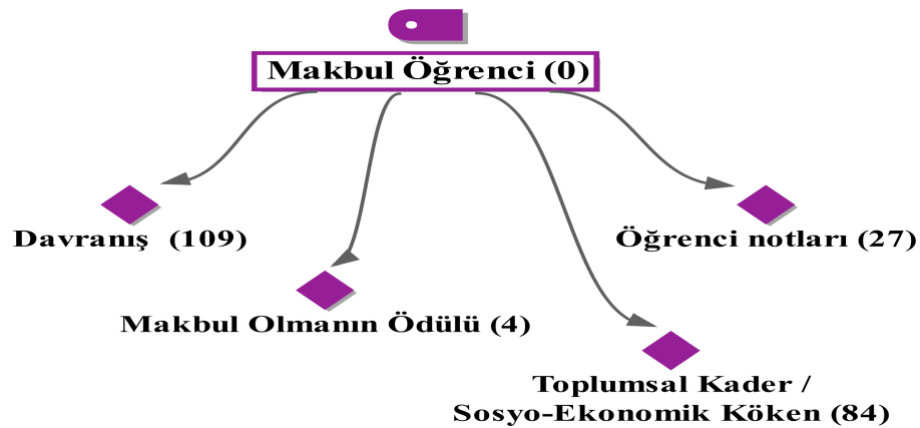 Makbul Öğrenci (0)
Davranış (109)
Öğrenci notları (27)
Makbul Olmanın Ödülü (4)
Toplumsal Kader /
Sosyo-Ekonomik Köken (84)